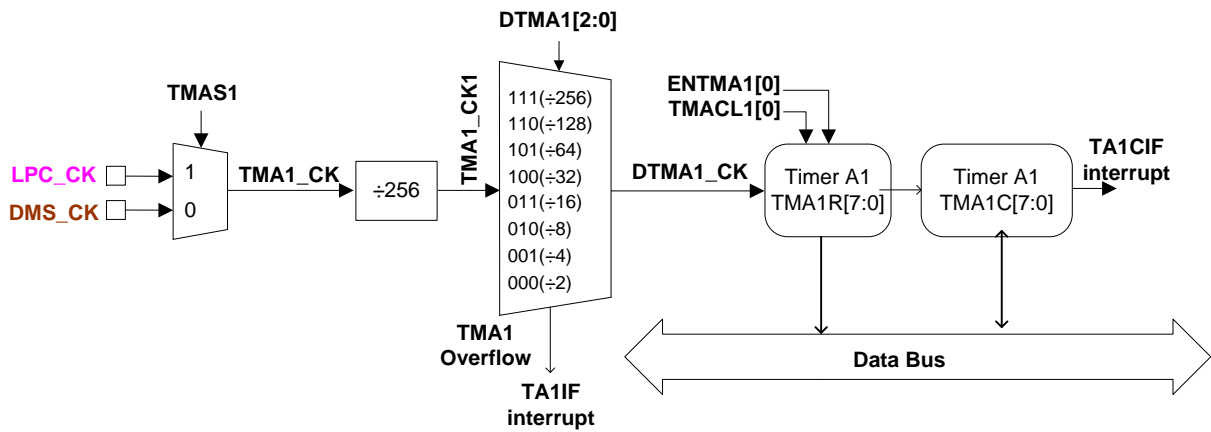 DTMA1[2:0]
TMAS1
LPC_CK
DMS_CK
1
0
TMA1_CK
÷256
TMA1_CK1
111(÷256)
110(÷128)
101(÷64)
100(÷32)
011(÷16)
010(÷8)
001(÷4)
000(÷2)
TMA1
Overflow
TA1IF
interrupt
DTMA1_CK
ENTMA1[0]
TMACL1[0]
Timer A1
TMA1R[7:0]
Timer A1
TMA1C[7:0]
TA1CIF
interrupt
Data Bus